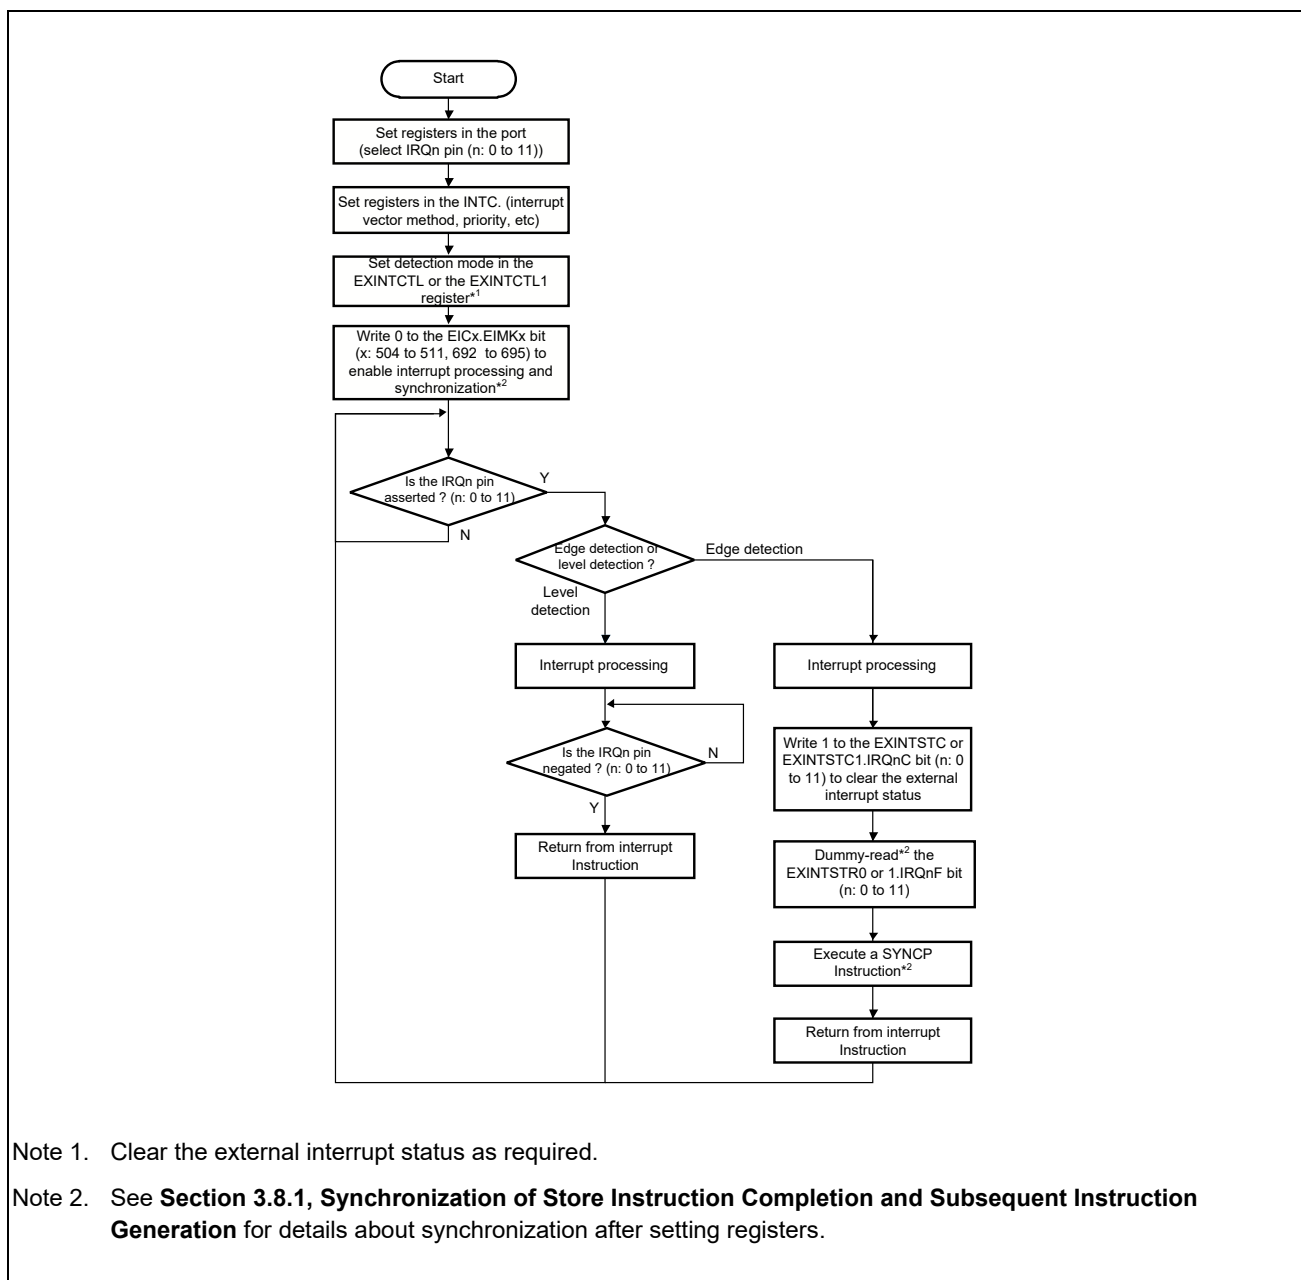 Start
Set registers in the port
(select IRQn pin (n: 0 to 11))
Set registers in the INTC. (interrupt
vector method, priority, etc)
Set detection mode in the
EXINTCTL or the EXINTCTL1
register*1
Write 0 to the EICx.EIMKx bit
(x: 504 to 511, 692 to 695) to
enable interrupt processing and
synchronization*2
Is the IRQn pin
asserted ? (n: 0 to 11)
Y
N
Edge detection or
level detection ?
Edge detection
Level
detection
Interrupt processing
Is the IRQn pin
negated ? (n: 0 to 11)
N
Y
Return from interrupt
Instruction
Interrupt processing
Write 1 to the EXINTSTC or
EXINTSTC1.IRQnC bit (n: 0
to 11) to clear the external
interrupt status
Dummy-read*2 the
EXINTSTR0 or 1.IRQnF bit
(n: 0 to 11)
Execute a SYNCP
Instruction*2
Return from interrupt
Instruction
Note 1. Clear the external interrupt status as required.
Note 2. See Section 3.8.1, Synchronization of Store Instruction Completion and Subsequent Instruction
Generation for details about synchronization after setting registers.